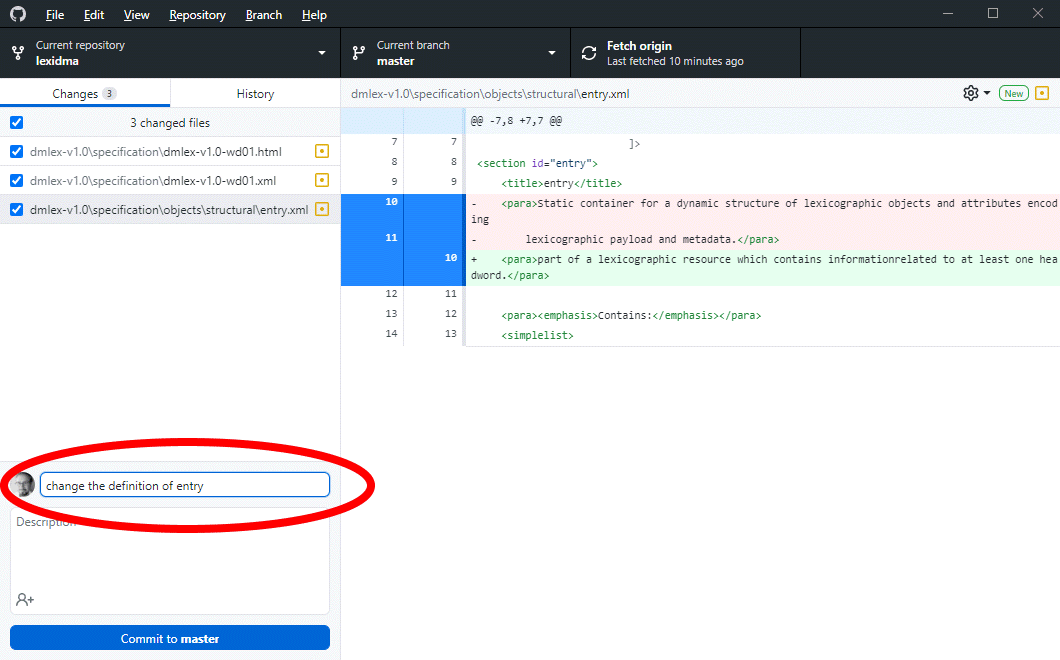 File Edit View Repository Branch Help
Current repository
lexidma
Current branch
master
Fetch origin
Last fetched 10 minutes ago
Changes 3
History
3 changed files
dmlex-v1.0\specification\dmlex-v1.0-wd01.html
dmlex-v1.0\specification\dmlex-v1.0-wd01.xml
dmlex-v1.0\specification\objects\structural\entry.xml
change the definition of entry
Description
Commit to master
dmlex-v1.0\specification\objects\structural\entry.xml
New
@@ -7,8 +7,7 @@
7 7 ]>
8 8 <section id="entry">
9 9 <title>entry</title>
10 - <para>Static container for a dynamic structure of lexicographic objects and attributes encod
ing
11 - lexicographic payload and metadata.</para>
10 + <para>part of a lexicographic resource which contains informationrelated to at least one hea
dword.</para>
12 11
13 12 <para><emphasis>Contains:</emphasis></para>
14 13 <simplelist>